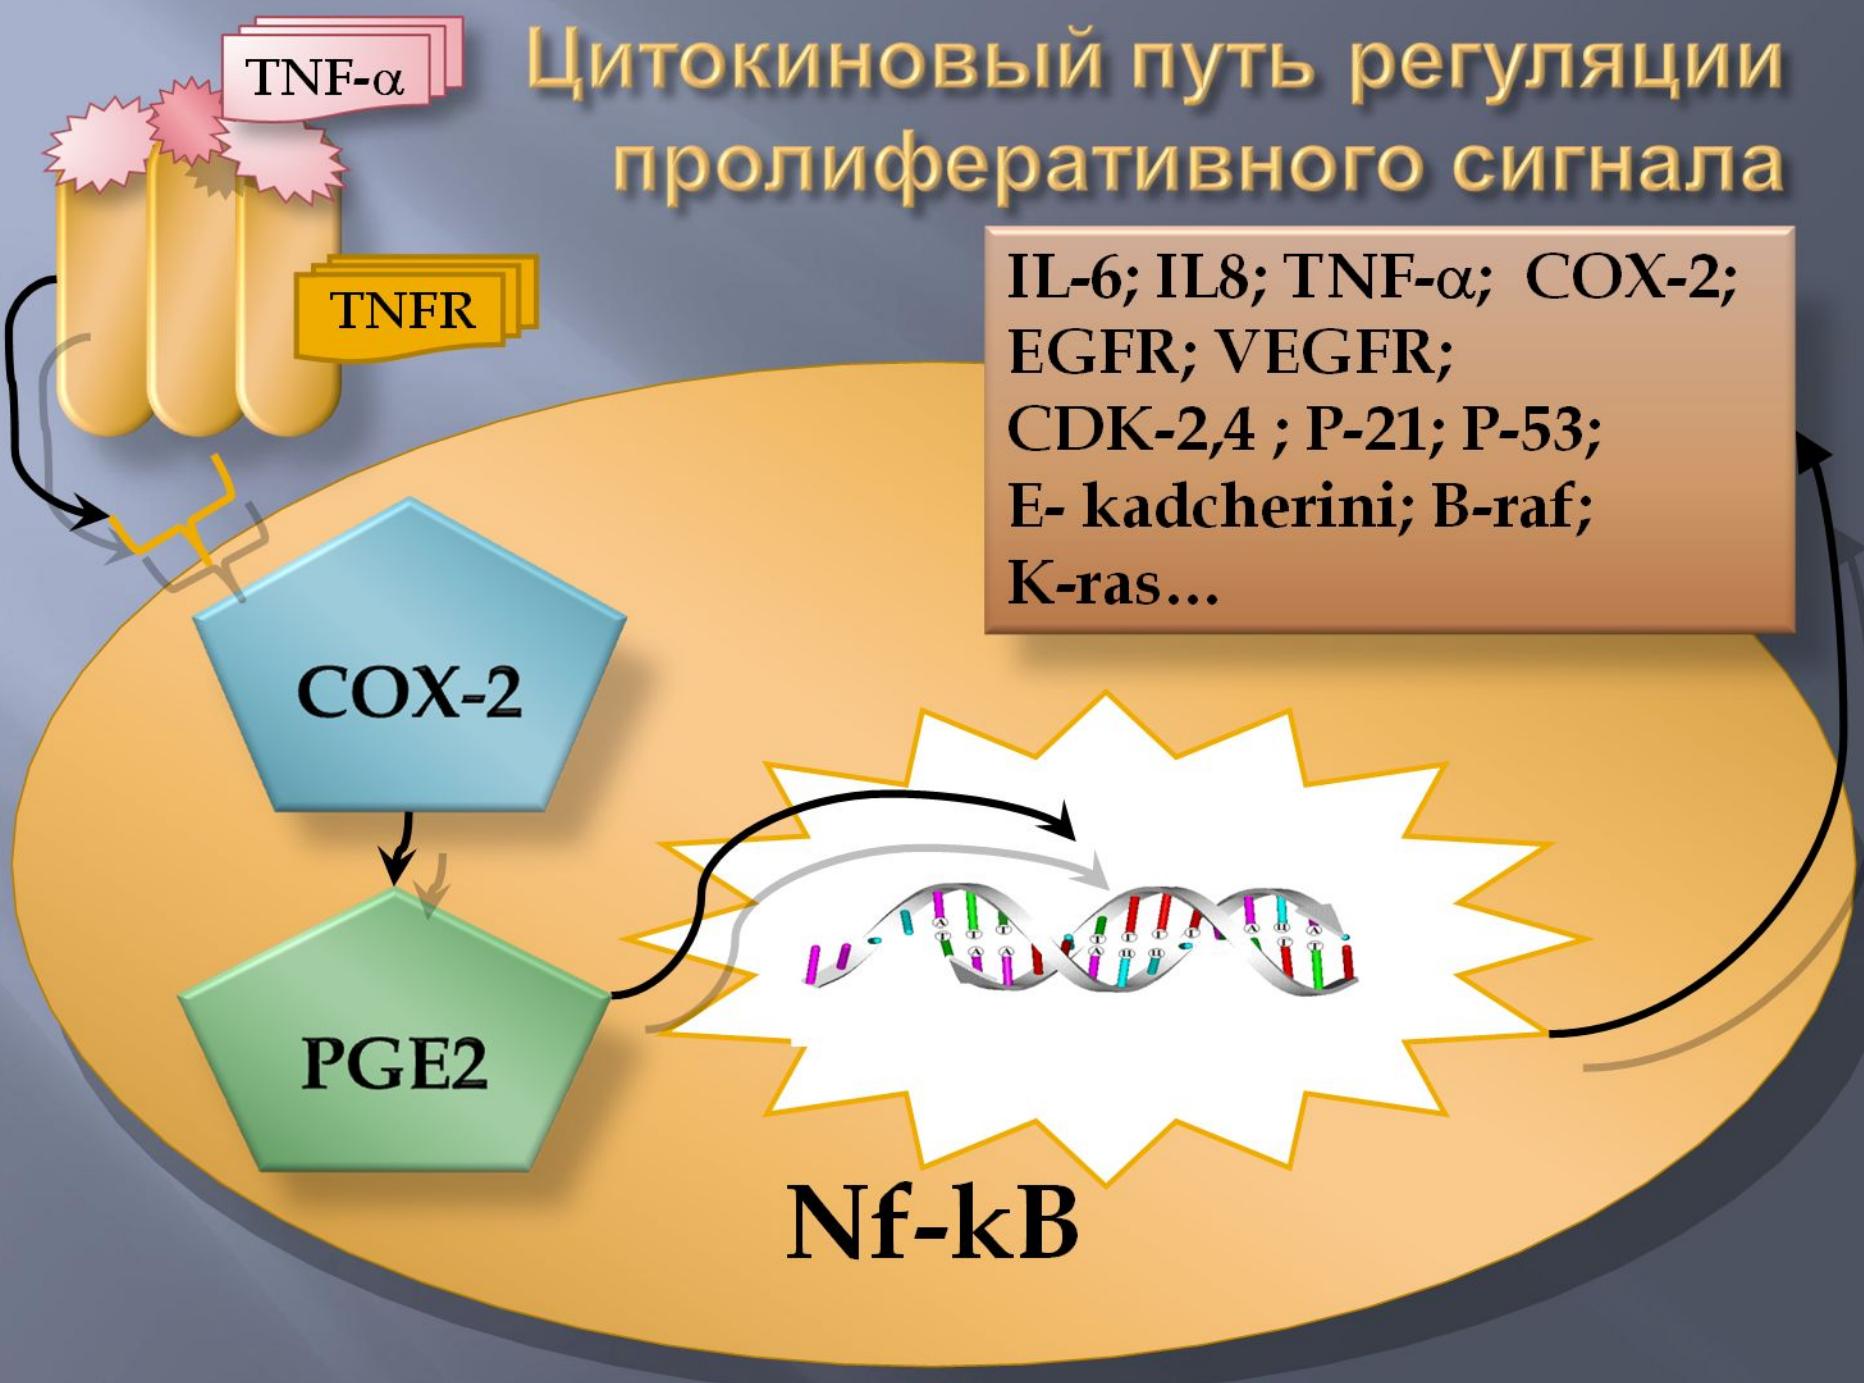 TNF-α
Цитокиновый путь регуляции
пролиферативного сигнала
TNFR
IL-6; IL8; TNF-α; COX-2;
EGFR; VEGFR;
CDK-2,4 ; P-21; P-53;
E- kadcherini; B-raf;
K-ras...
COX-2
PGE2
Nf-kB